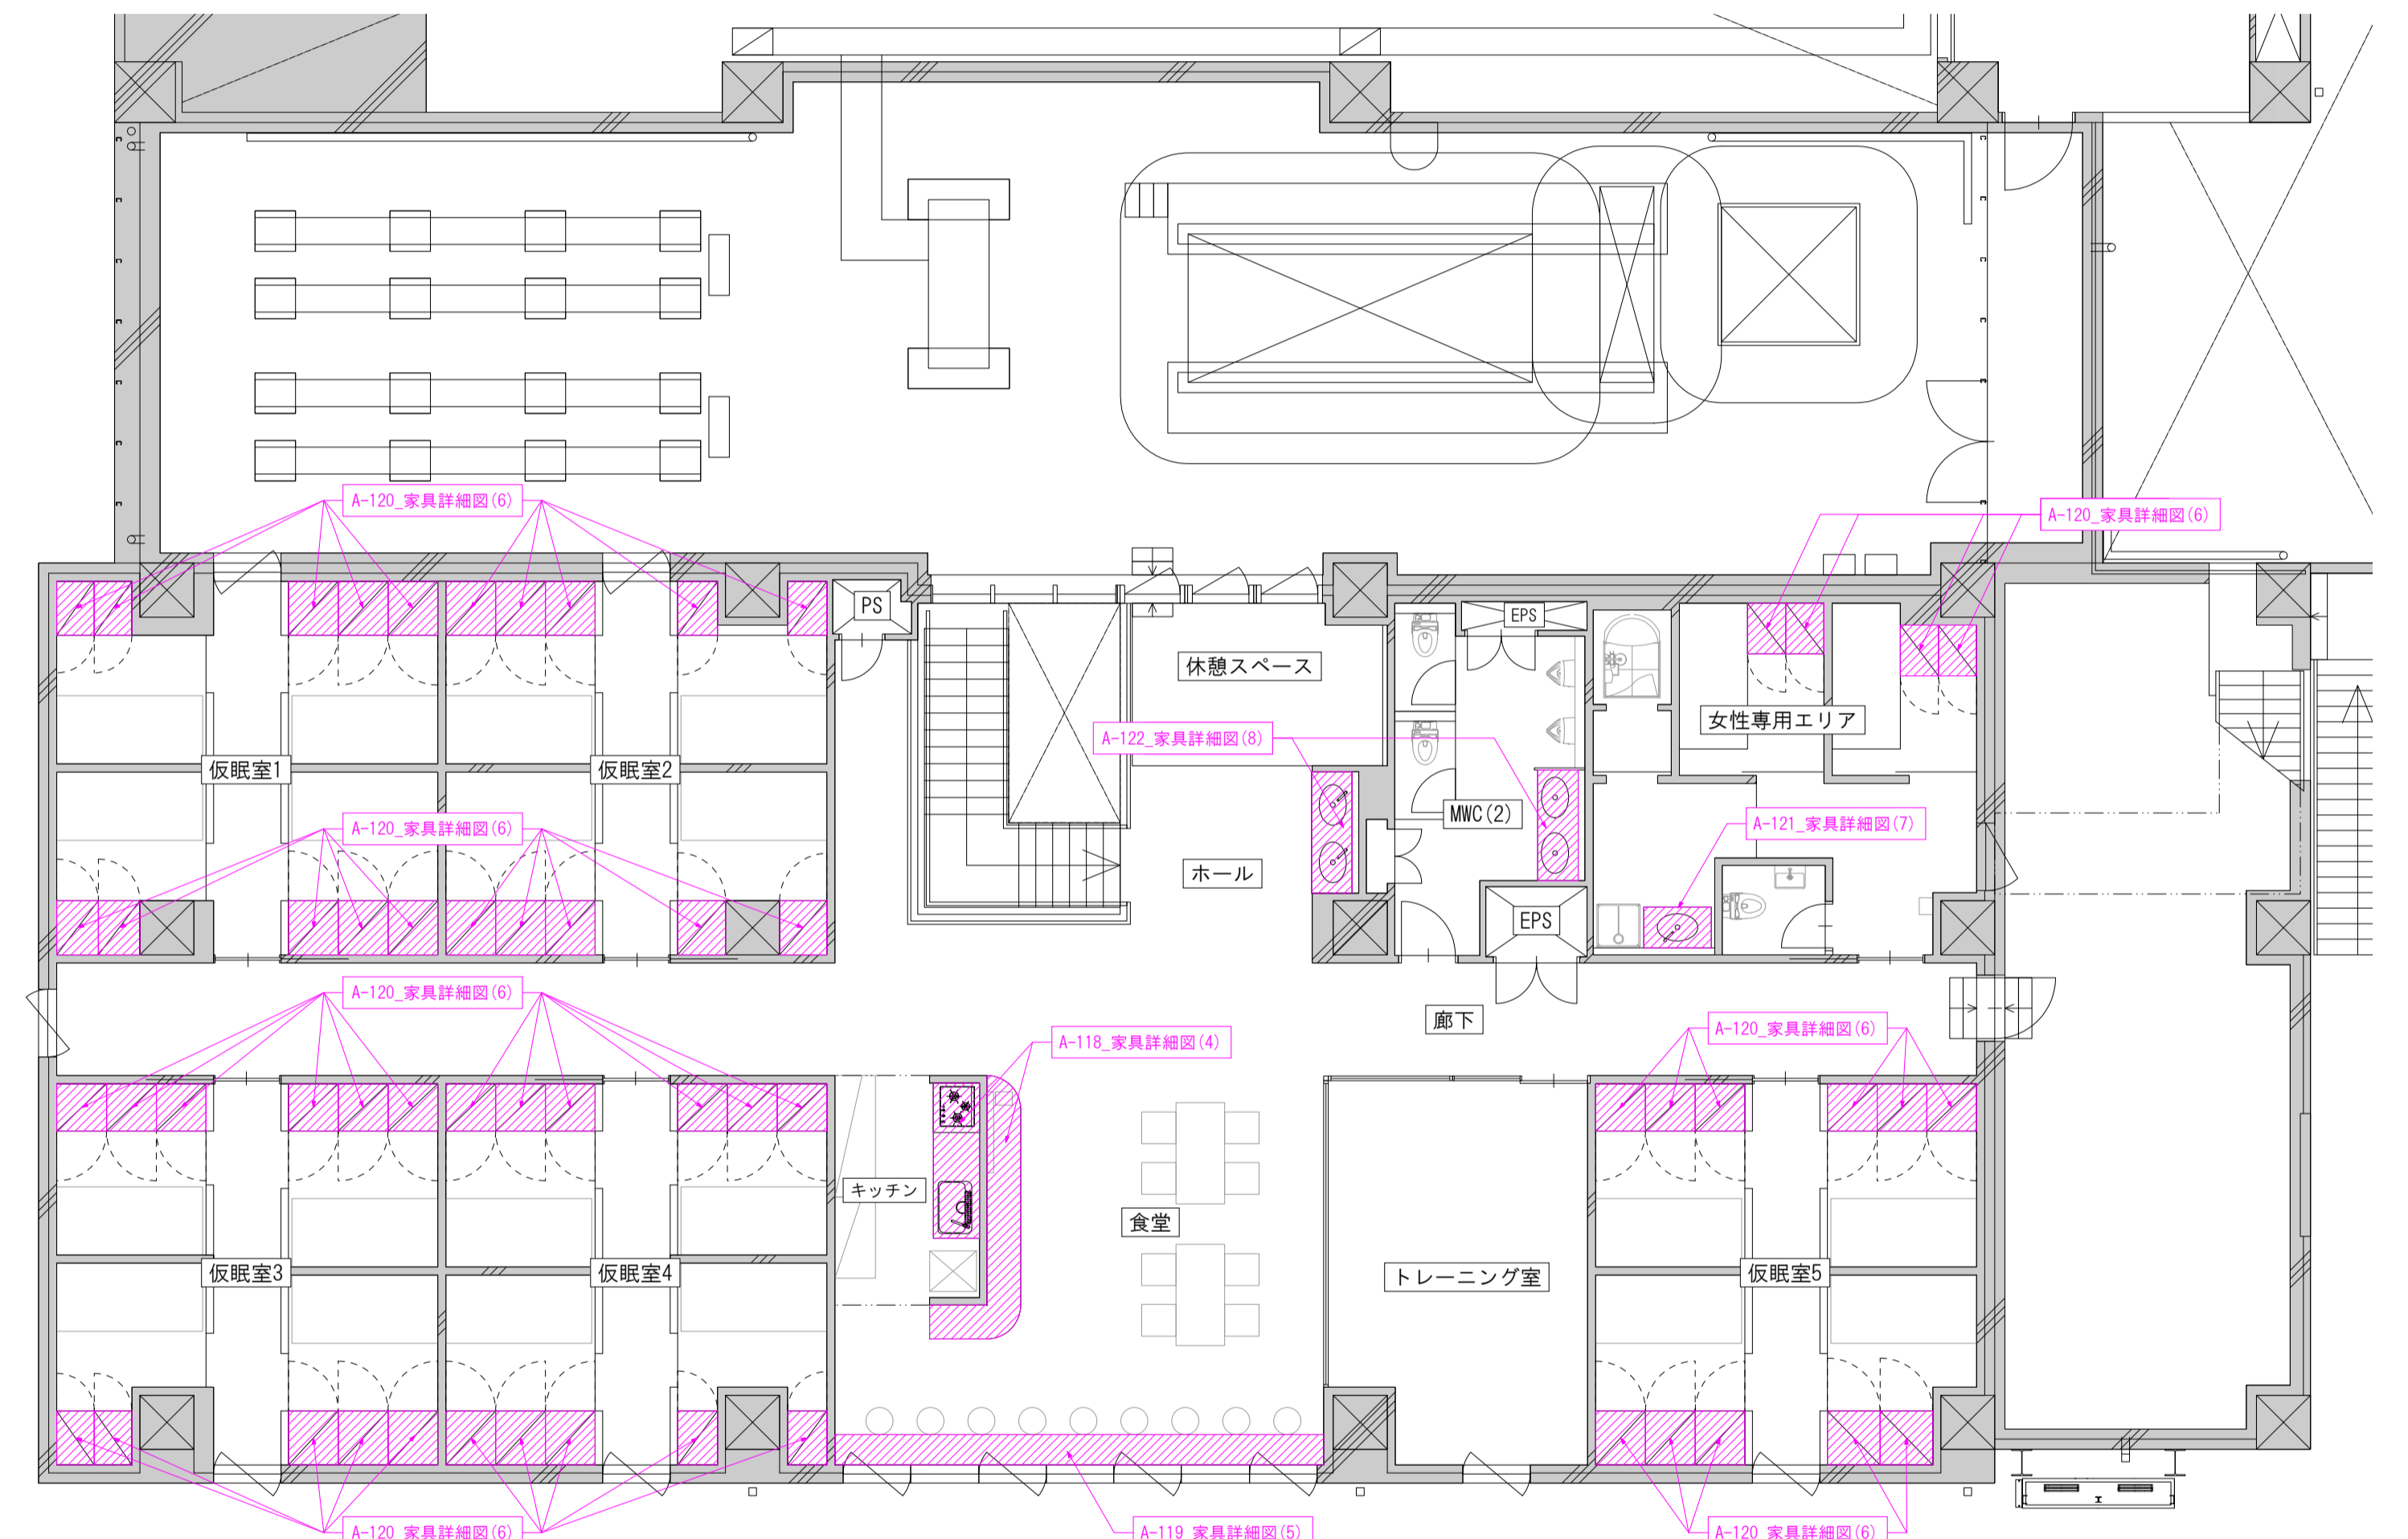 A-120_家具詳細図(6)
A-120_家具詳細図(6)
PS
EPS
休憩スペース
女性専用エリア
A-122_家具詳細図(8)
仮眠室1
仮眠室2
MWC(2)
A-120_家具詳細図(6)
A-121_家具詳細図(7)
ホール
EPS
A-120_家具詳細図(6)
廊下
A-118_家具詳細図(4)
A-120_家具詳細図(6)
キッチン
食堂
仮眠室3
仮眠室4
トレーニング室
仮眠室5
A-120_家具詳細図(6)
A-119_家具詳細図(5)
A-120_家具詳細図(6)